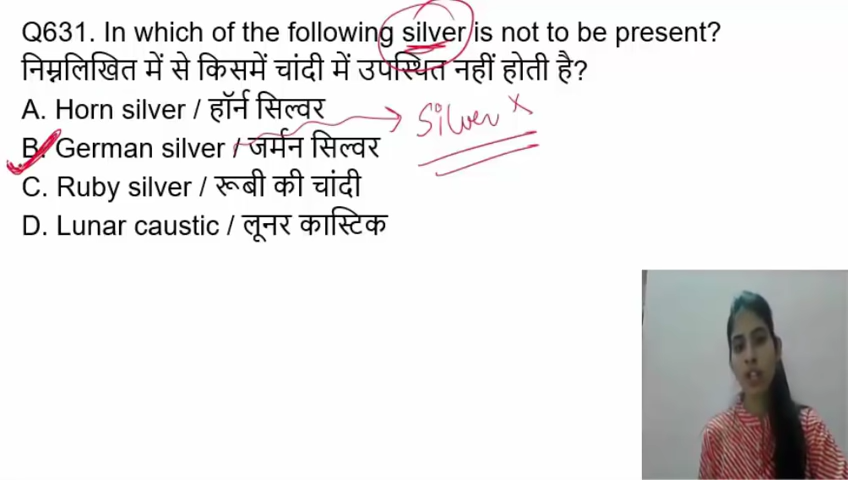 Q631. In which of the following silver is not to be present?
निम्नलिखित में से किसमें चांदी में उपस्थित नहीं होती है?
A. Horn silver / हॉर्न सिल्वर
Silver X
B. German silver / जर्मन सिल्वर
C. Ruby silver / रूबी की चांदी
D. Lunar caustic / लूनर कास्टिक